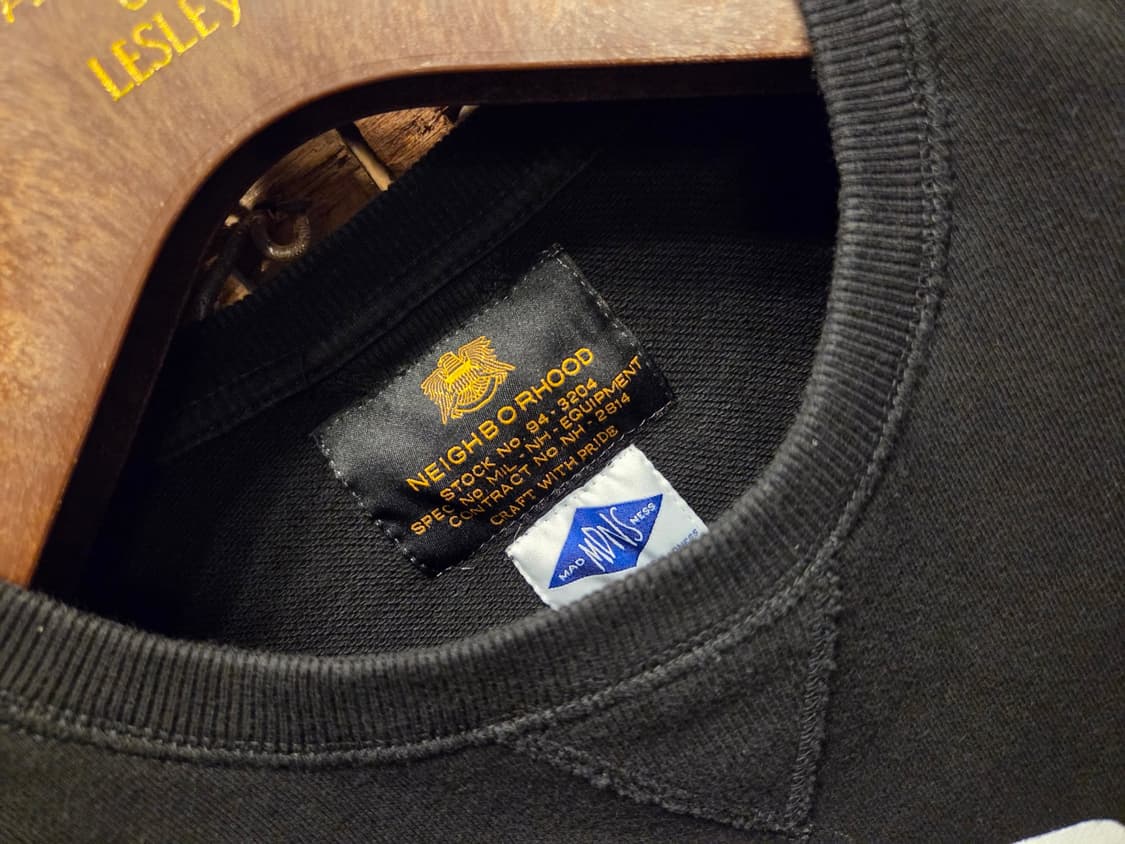 LESLEY
NEIGHBORHOOD
STOCK No 94-3204
SPEC No MIL-NH-EQUIPMENT
CONTRACT No NH-2814
CRAFT WITH PRIDE
MAD MDNS NESS